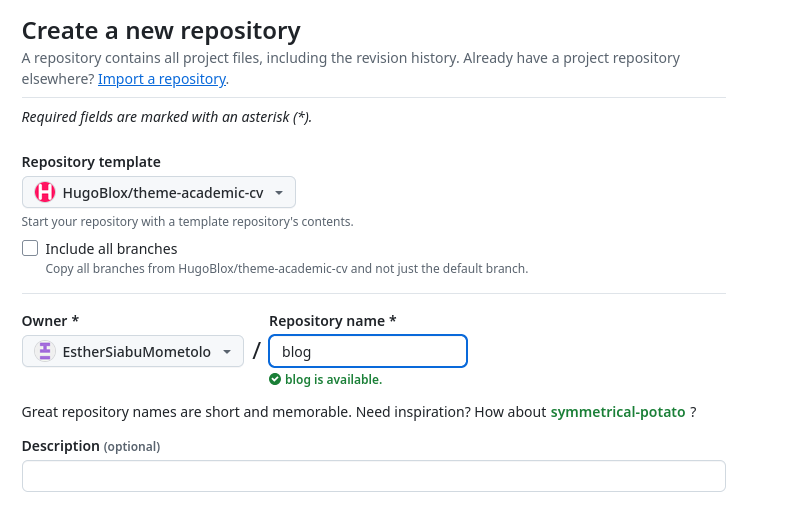 Create a new repository
A repository contains all project files, including the revision history. Already have a project repository
elsewhere? Import a repository.
Required fields are marked with an asterisk (*).
Repository template
HugoBlox/theme-academic-cv
Start your repository with a template repository's contents.
Include all branches
Copy all branches from HugoBlox/theme-academic-cv and not just the default branch.
Owner *
Repository name *
EstherSiabuMometolo
/
blog
blog is available.
Great repository names are short and memorable. Need inspiration? How about symmetrical-potato ?
Description (optional)